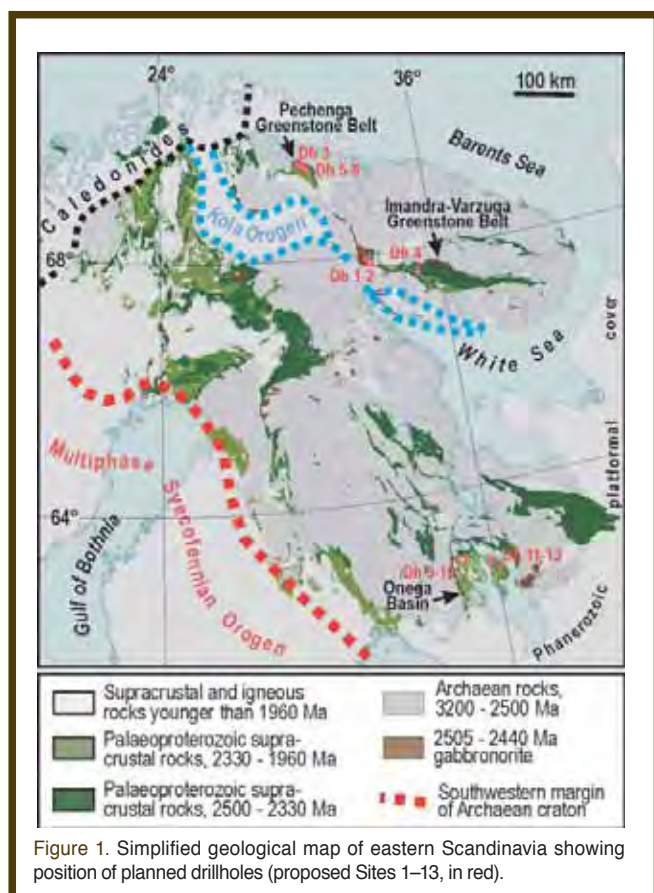 24°
36°
100 km
Pechenga
Greenstone Belt
Barents Sea
Dh 3
Dh 5-8
Caledonides
Imandra-Varzuga
Greenstone Belt
Kola Orogen
68°
Dh 4
Dh 1-2
White Sea
cover
platformal
Phanerozoic
Multiphase
Svecofennian
Orogen
64°
Gulf of Bothnia
Onega
Basin
Supracrustal and igneous
rocks younger than 1960 Ma
Palaeoproterozoic supra-
crustal rocks, 2330 - 1960 Ma
Palaeoproterozoic supra-
crustal rocks, 2500 - 2330 Ma
Archaean rocks,
3200 - 2500 Ma
2505 - 2440 Ma
gabbronorite
Southwestern margin
of Archaean craton
Figure 1. Simplified geological map of eastern Scandinavia showing
position of planned drillholes (proposed Sites 1–13, in red).